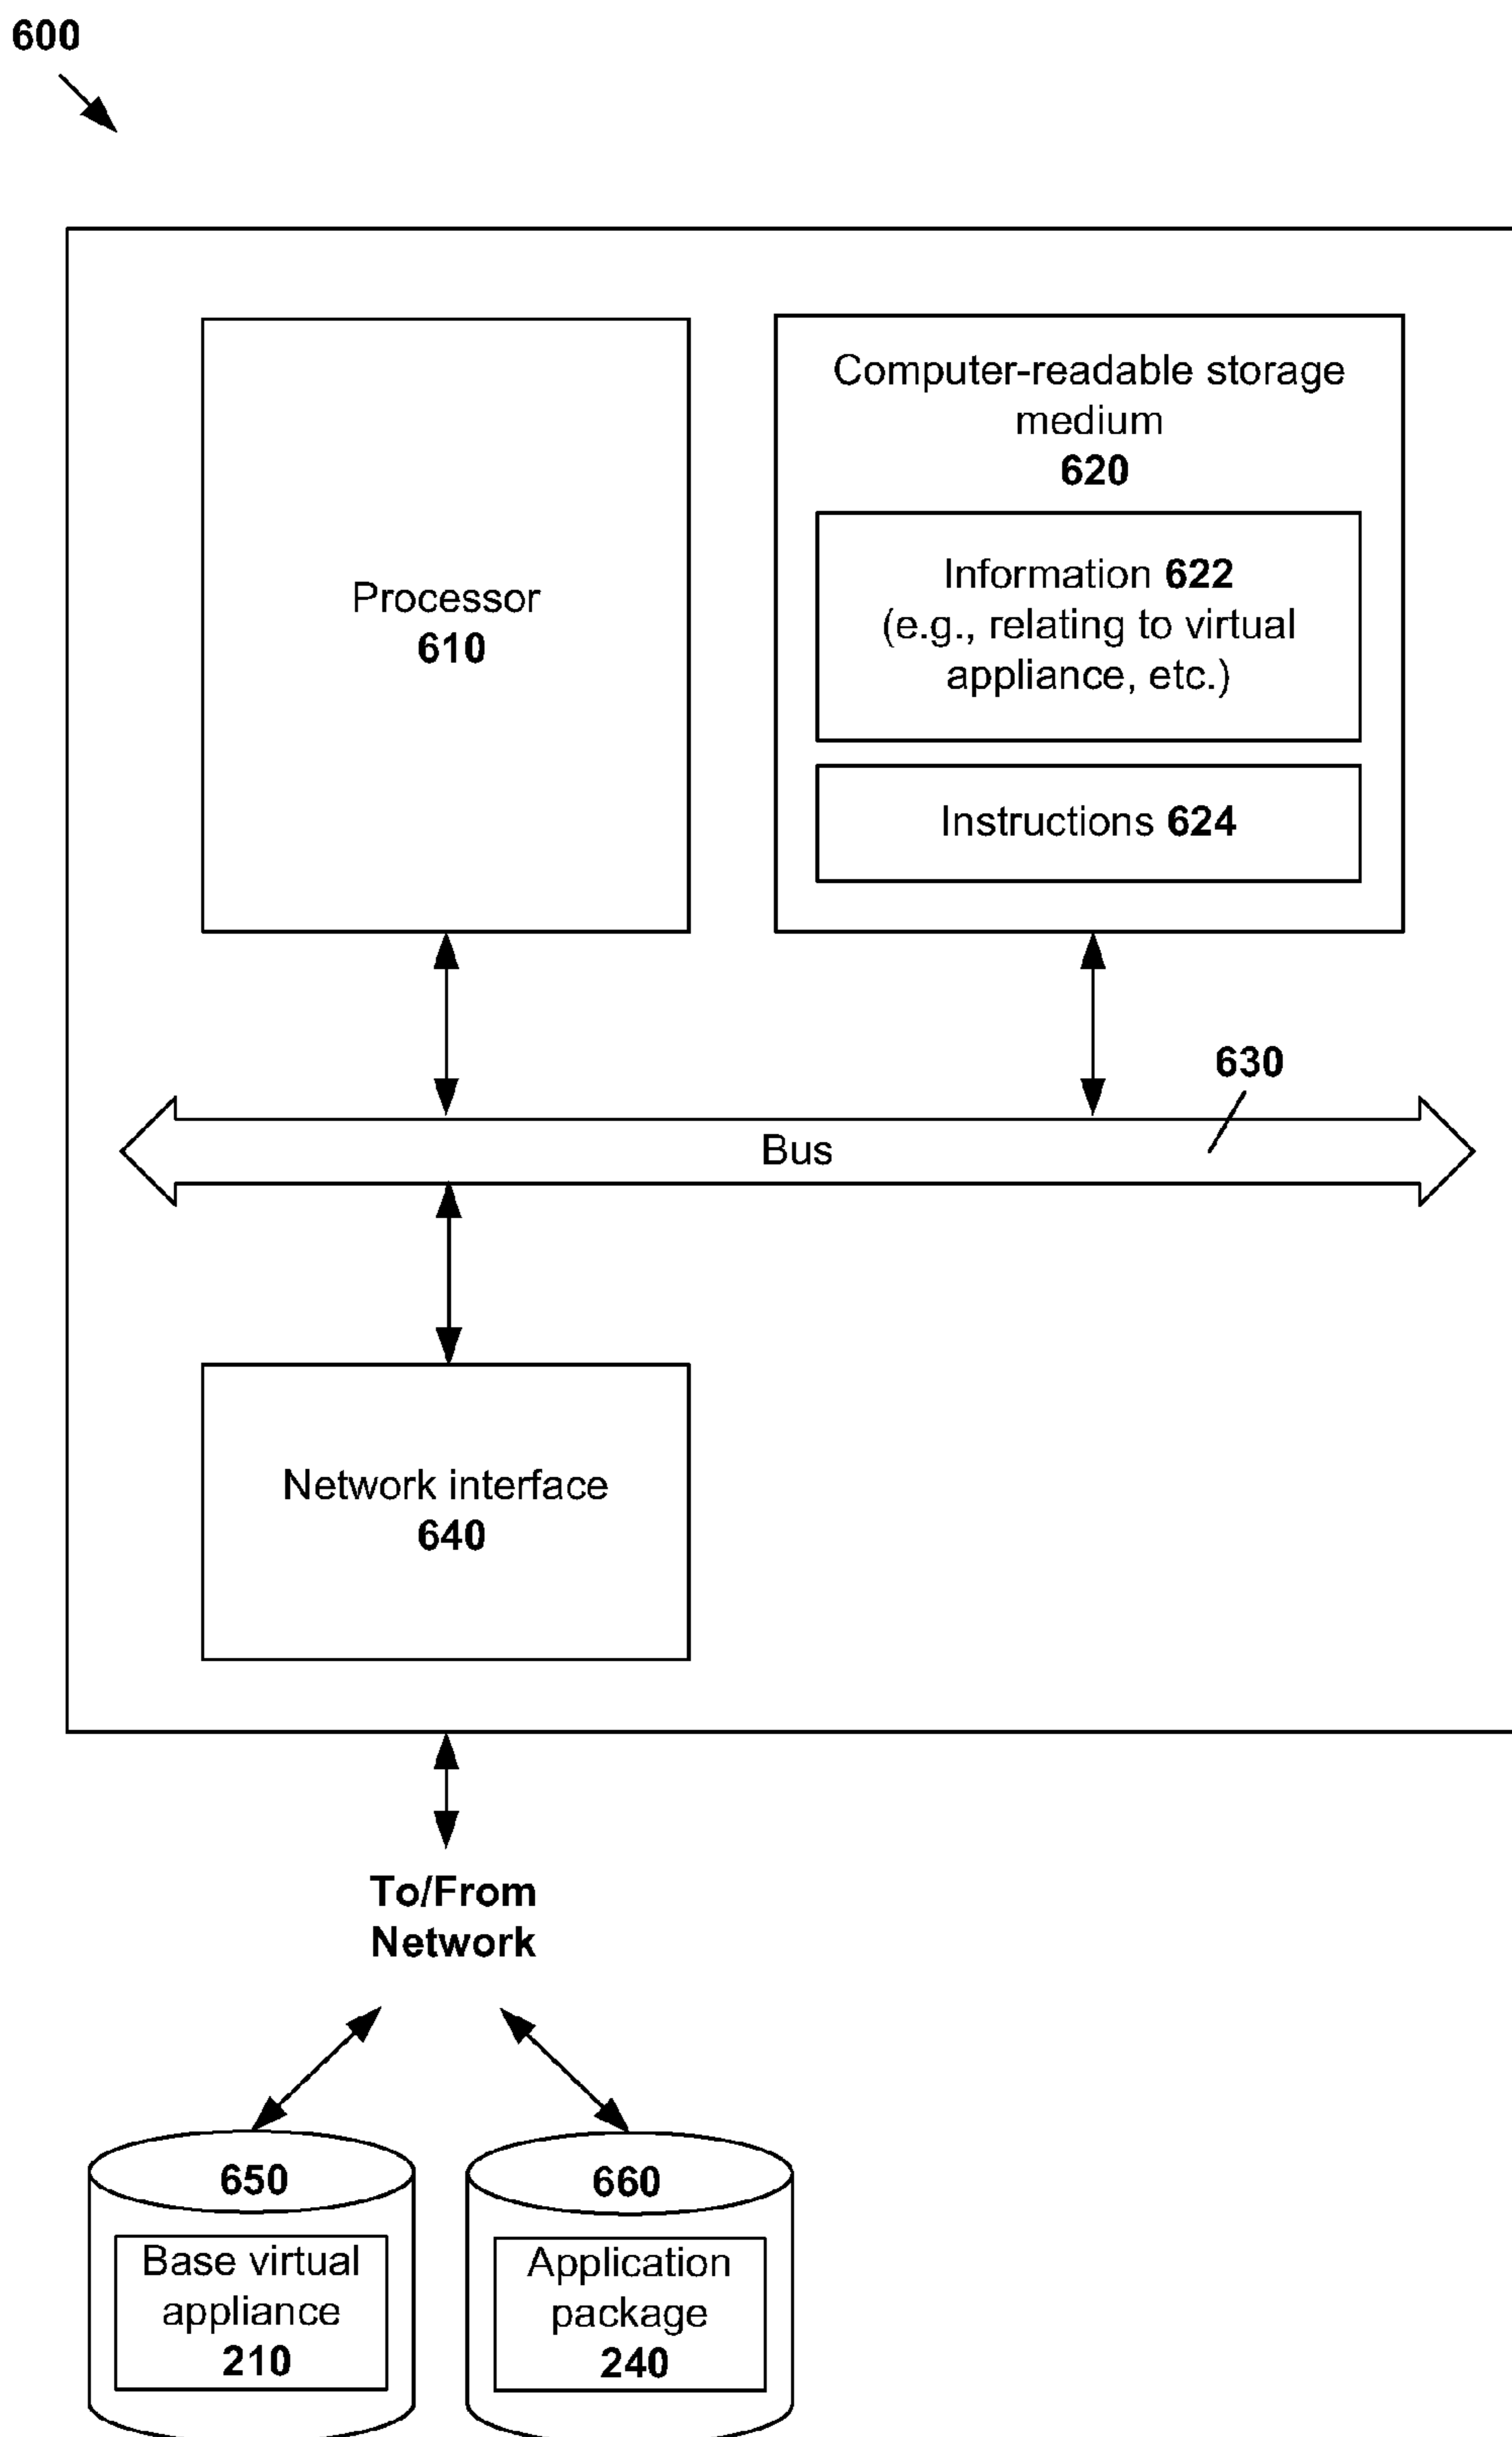 600
Processor
610
Computer-readable storage
medium
620
Information 622
(e.g., relating to virtual
appliance, etc.)
Instructions 624
630
Bus
Network interface
640
To/From
Network
650
Base virtual
appliance
210
660
Application
package
240